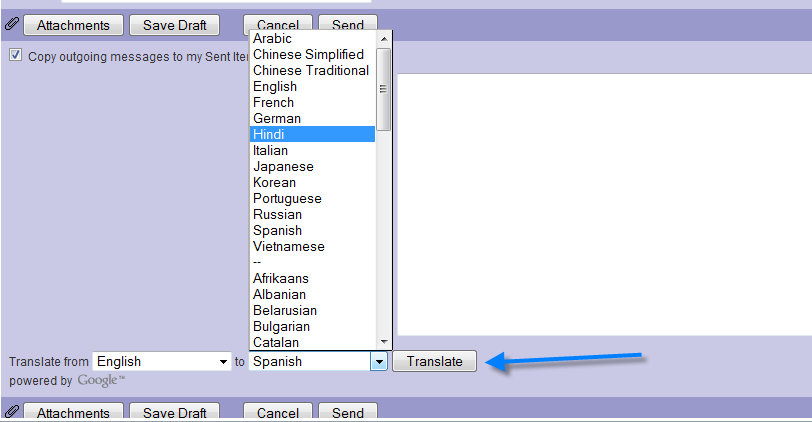 Attachments Save Draft Cancel Send
Copy outgoing messages to my Sent Ite
Arabic
Chinese Simplified
Chinese Traditional
English
French
German
Hindi
Italian
Japanese
Korean
Portuguese
Russian
Spanish
Vietnamese
--
Afrikaans
Albanian
Belarusian
Bulgarian
Catalan
Translate from English to Spanish Translate
powered by Google™
Attachments Save Draft Cancel Send